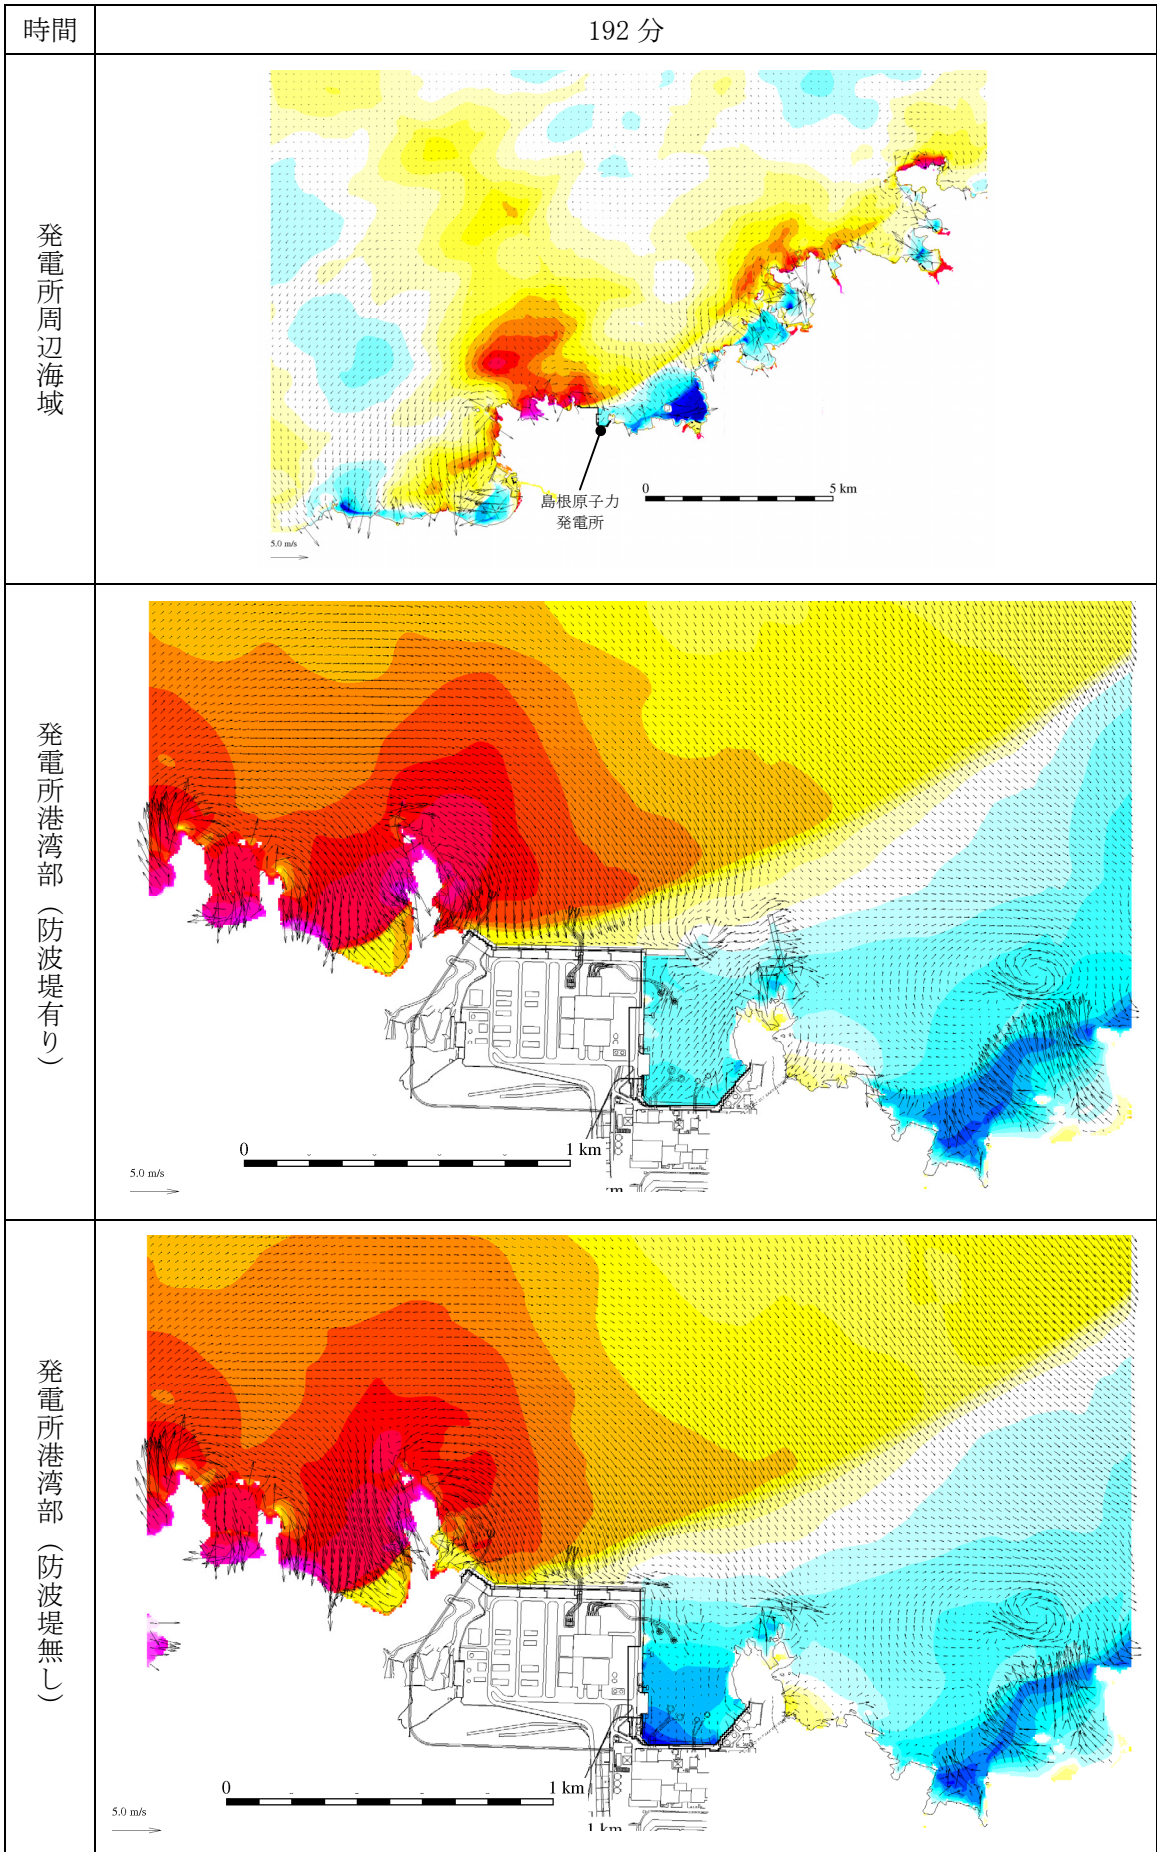 時間
192 分
発電所周辺海域
島根原子力
発電所
0
5 km
5.0 m/s
発電所港湾部（防波堤有り）
0
1 km
5.0 m/s
発電所港湾部（防波堤無し）
0
1 km
5.0 m/s
1 km